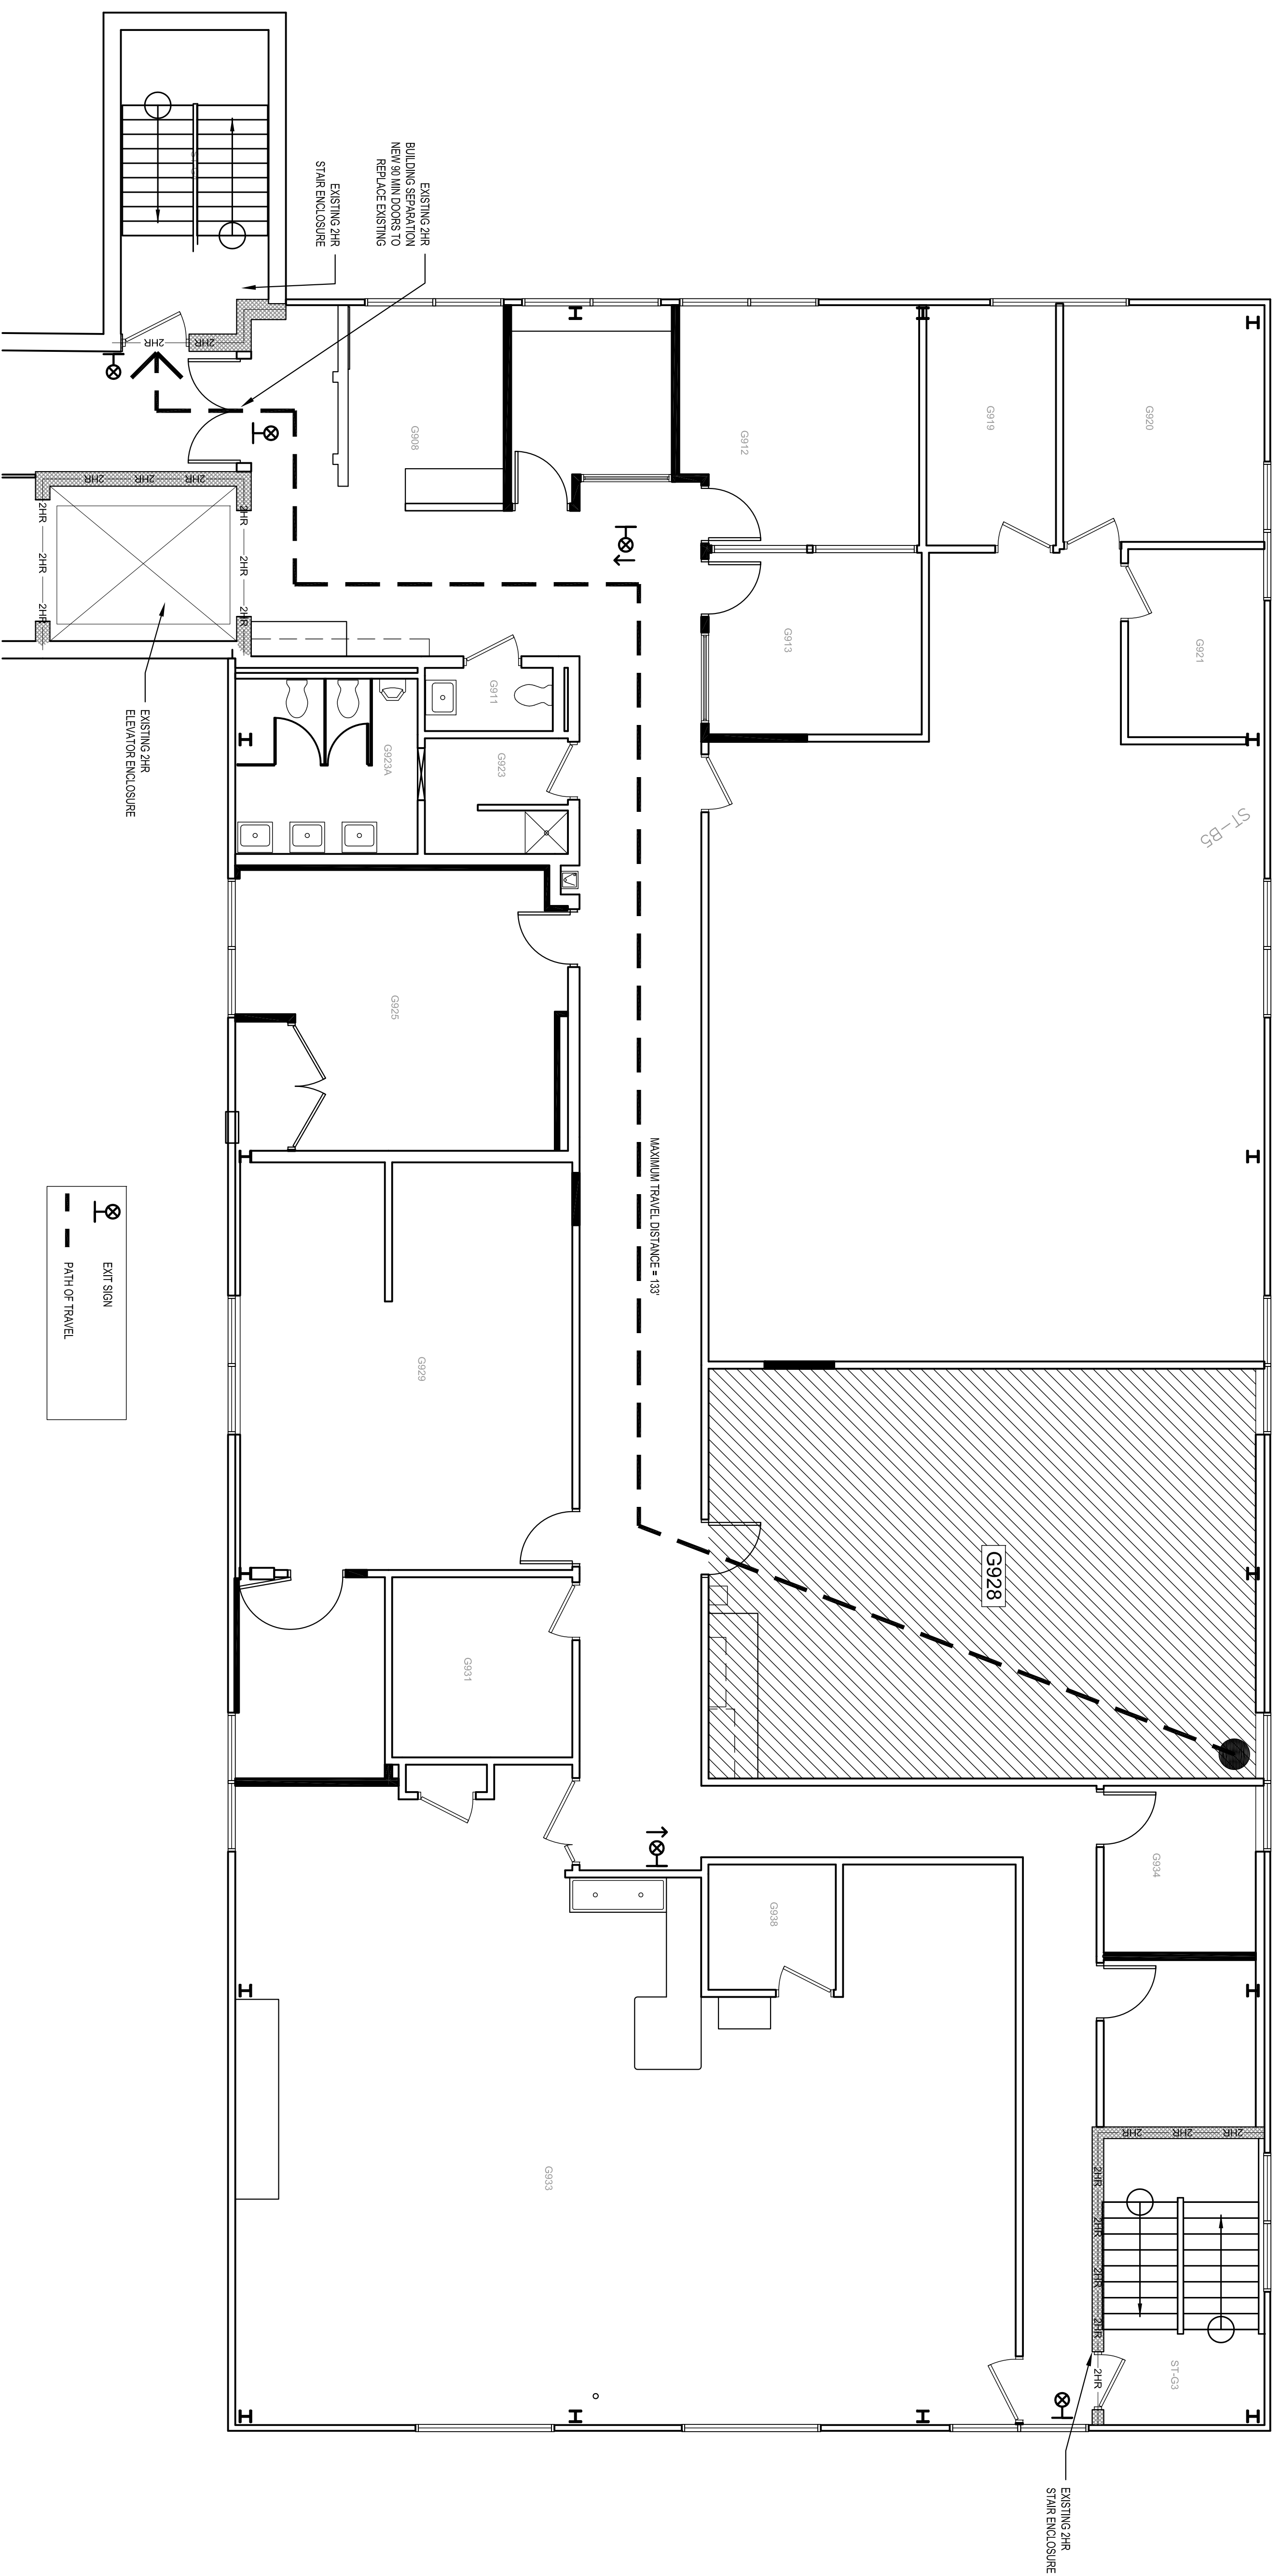 EXISTING 2HR
BUILDING SEPARATION
NEW 90 MIN DOORS TO
REPLACE EXISTING
EXISTING 2HR
STAIR ENCLOSURE
2HR
2HR
2HR
2HR
2HR
2HR
2HR
2HR
2HR
2HR
2HR
EXISTING 2HR
ELEVATOR ENCLOSURE
G908
G912
G919
G920
G913
G921
G911
G923
G923A
ST-B5
G925
MAXIMUM TRAVEL DISTANCE = 133'
G929
G928
G931
G934
G938
G933
2HR
2HR
2HR
2HR
2HR
2HR
2HR
2HR
ST-G3
EXISTING 2HR
STAIR ENCLOSURE
EXIT SIGN
PATH OF TRAVEL